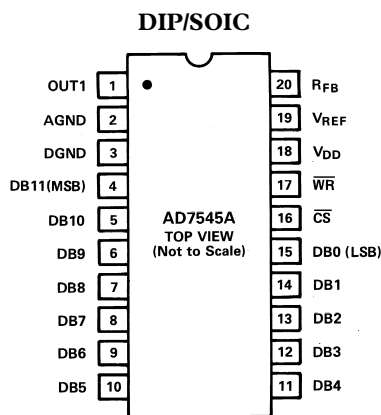 DIP/SOIC
OUT1 1 20 RFB
AGND 2 19 VREF
DGND 3 18 VDD
DB11(MSB) 4 17 WR
DB10 5 16 CS
DB9 6 15 DB0 (LSB)
DB8 7 14 DB1
DB7 8 13 DB2
DB6 9 12 DB3
DB5 10 11 DB4
AD7545A
TOP VIEW
(Not to Scale)